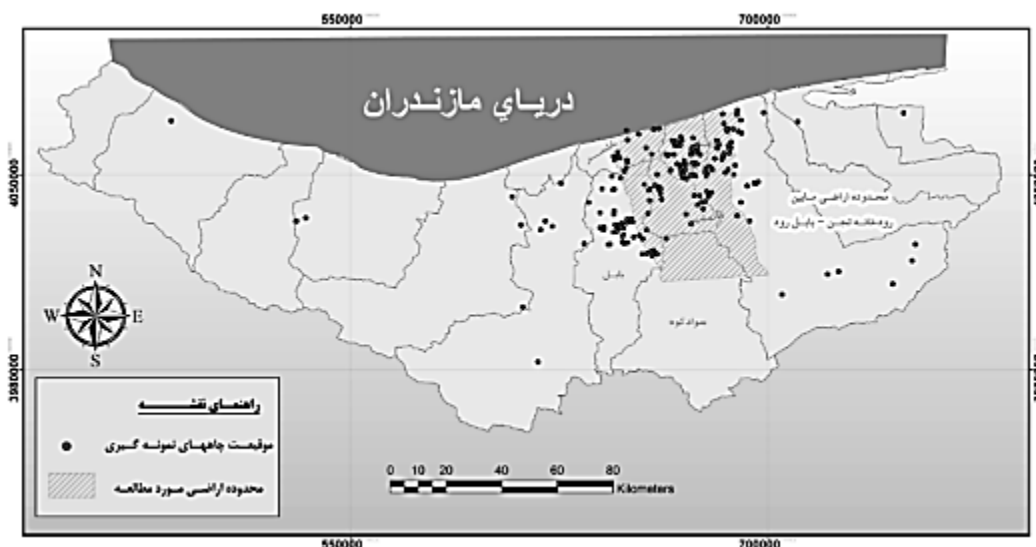 550000 700000
دریای مازندران
4050000
محدوده اراضی مابین
رودخانه تجن - بابل رود
بابل
سوادکوه
N
W E
S
3980000
راهنمای نقشه
موقیعت چاههای نمونه گیری
محدوده اراضی مورد مطالعه
0 10 20 40 60 80
Kilometers
550000 700000